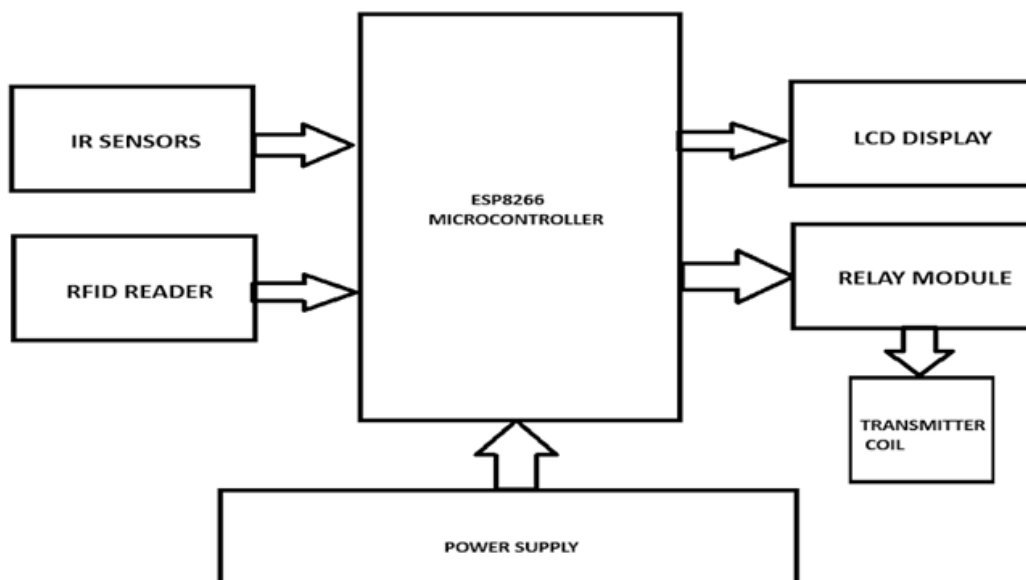 IR SENSORS
RFID READER
ESP8266
MICROCONTROLLER
LCD DISPLAY
RELAY MODULE
TRANSMITTER
COIL
POWER SUPPLY